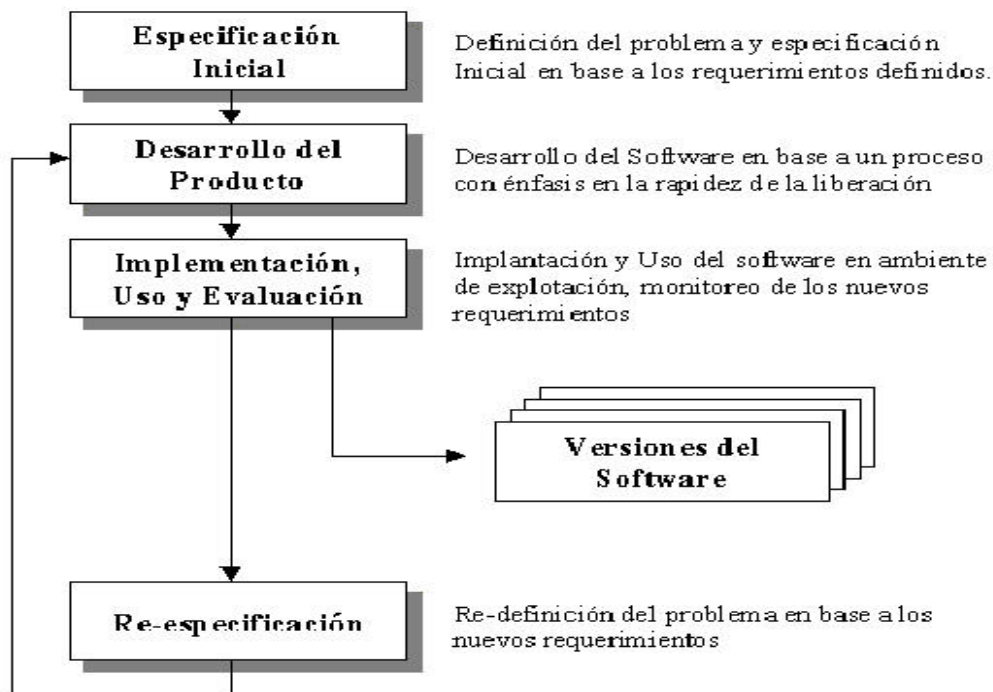 Especificación
Inicial
Definición del problema y especificación
Inicial en base a los requerimientos definidos.
Desarrollo del
Producto
Desarrollo del Software en base a un proceso
con énfasis en la rapidez de la liberación
Implementación,
Uso y Evaluación
Implantación y Uso del software en ambiente
de explotación, monitoreo de los nuevos
requerimientos
Versiones del
Software
Re-especificación
Re-definición del problema en base a los
nuevos requerimientos